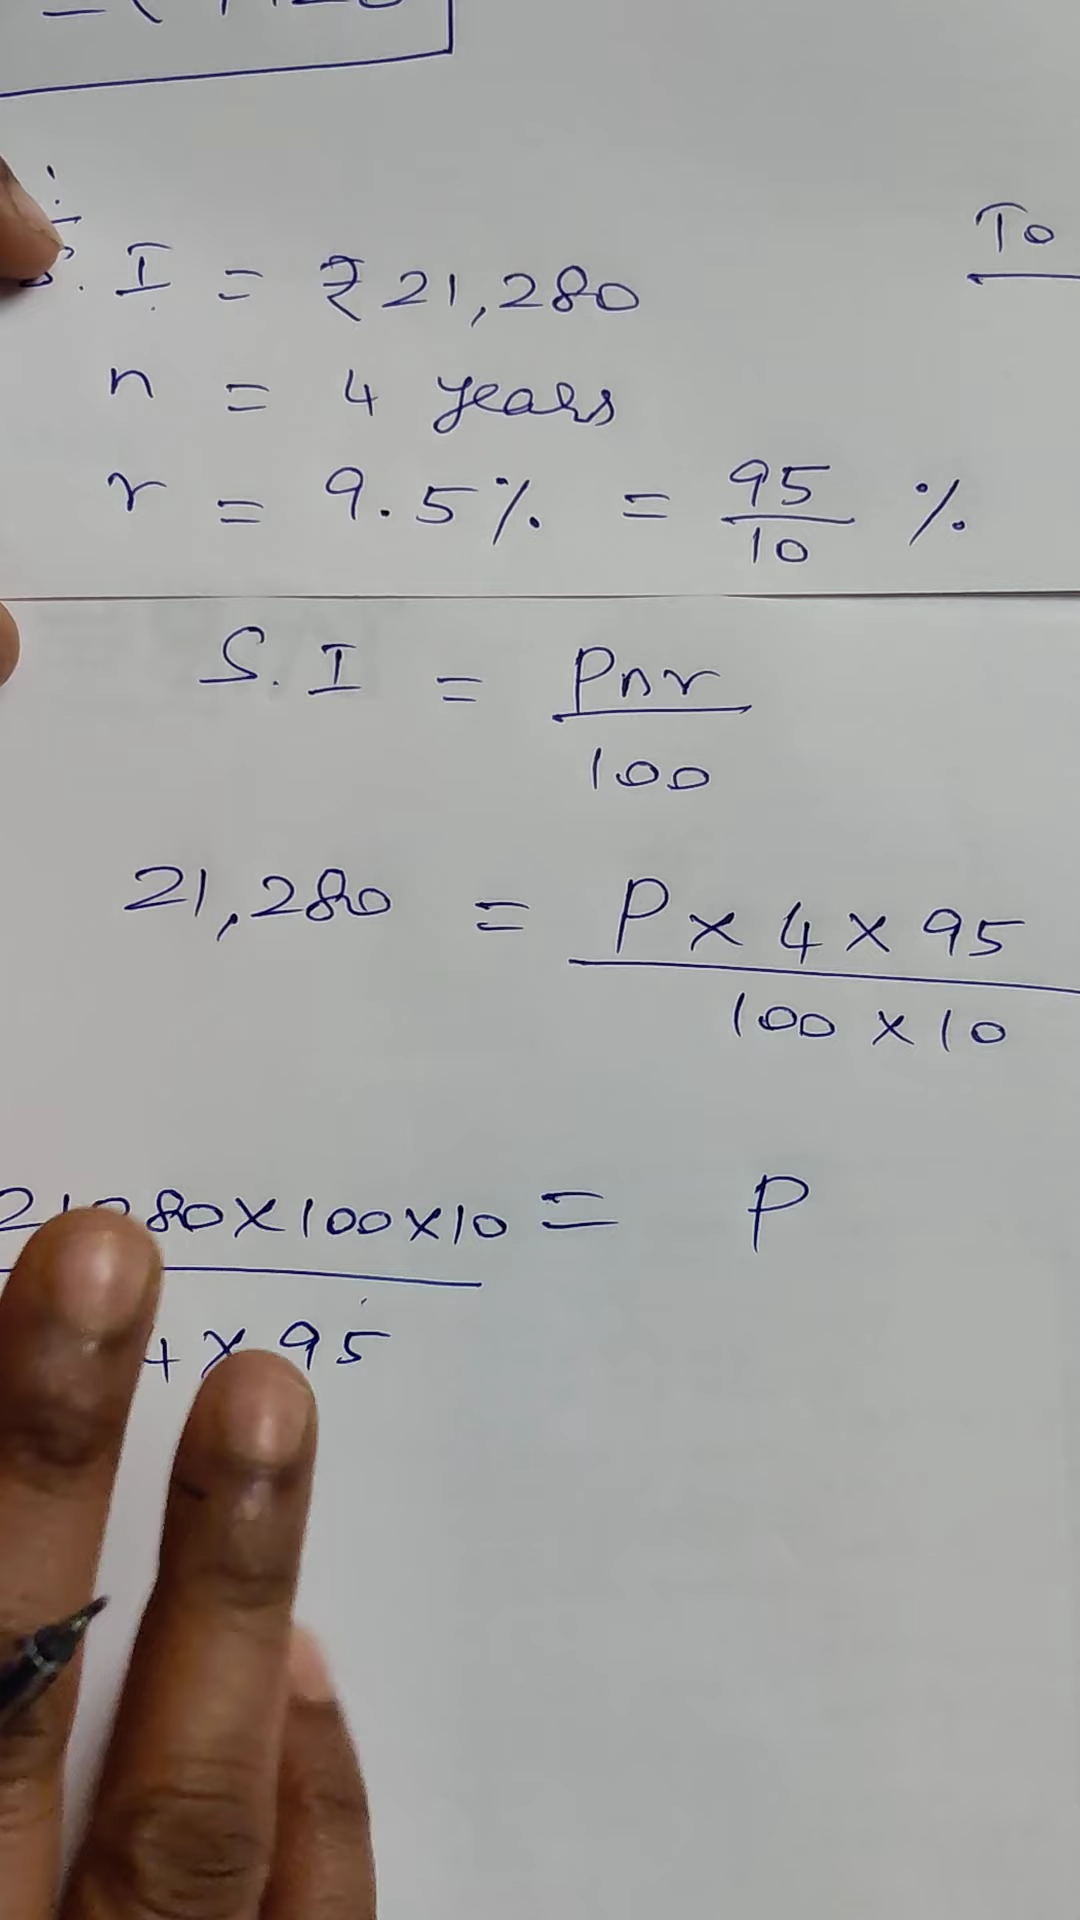 To
S. I = ₹ 21,280
n = 4 years
r = 9.5% = 95/10 %
S. I = Pnr/100
21,280 = P x 4 x 95 / 100 x 10
80 x 100 x 10 = P
4 x 95